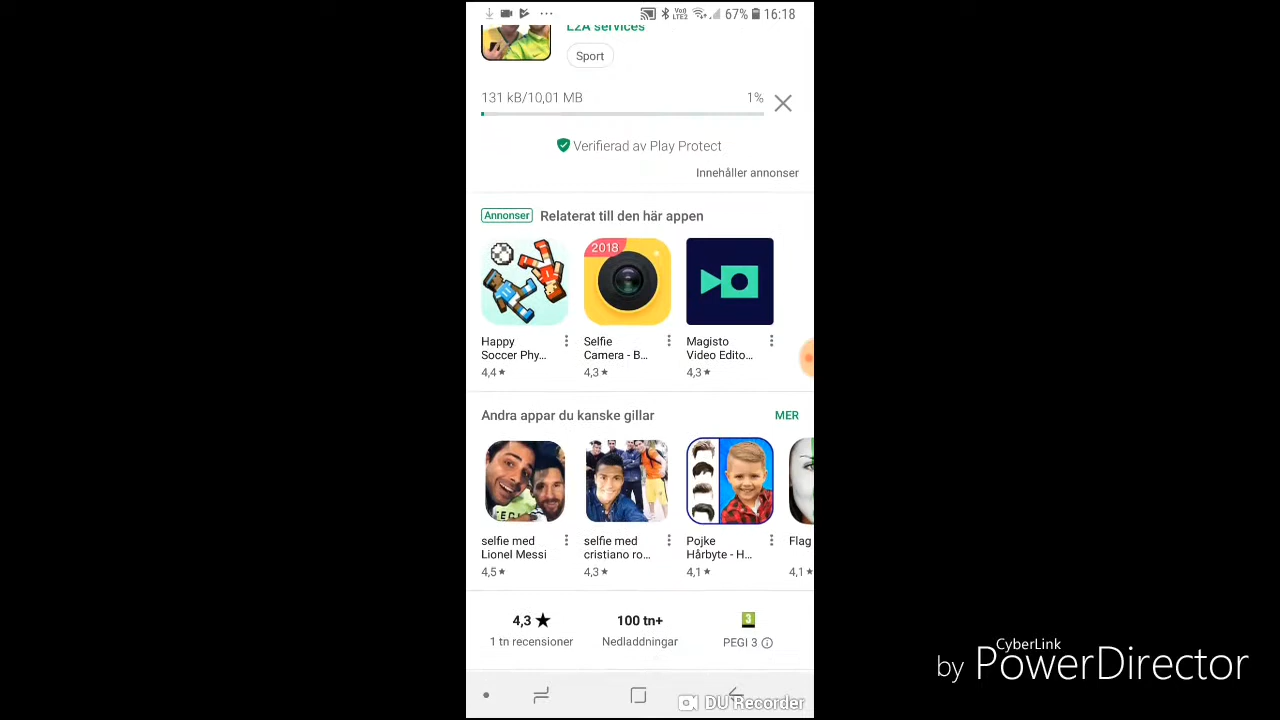 67% 16:18
L2A services
Sport
131 kB/10,01 MB 1%
Verifierad av Play Protect
Innehåller annonser
Annonser Relaterat till den här appen
2018
Happy Soccer Phy...
4,4★
Selfie Camera - B...
4,3★
Magisto Video Edito...
4,3★
Andra appar du kanske gillar MER
selfie med Lionel Messi
4,5★
selfie med cristiano ro...
4,3★
Pojke Hårbyte - H...
4,1★
Flag
4,1★
4,3★ 100 tn+ 3
1 tn recensioner Nedladdningar PEGI 3
DU Recorder
CyberLink
by PowerDirector